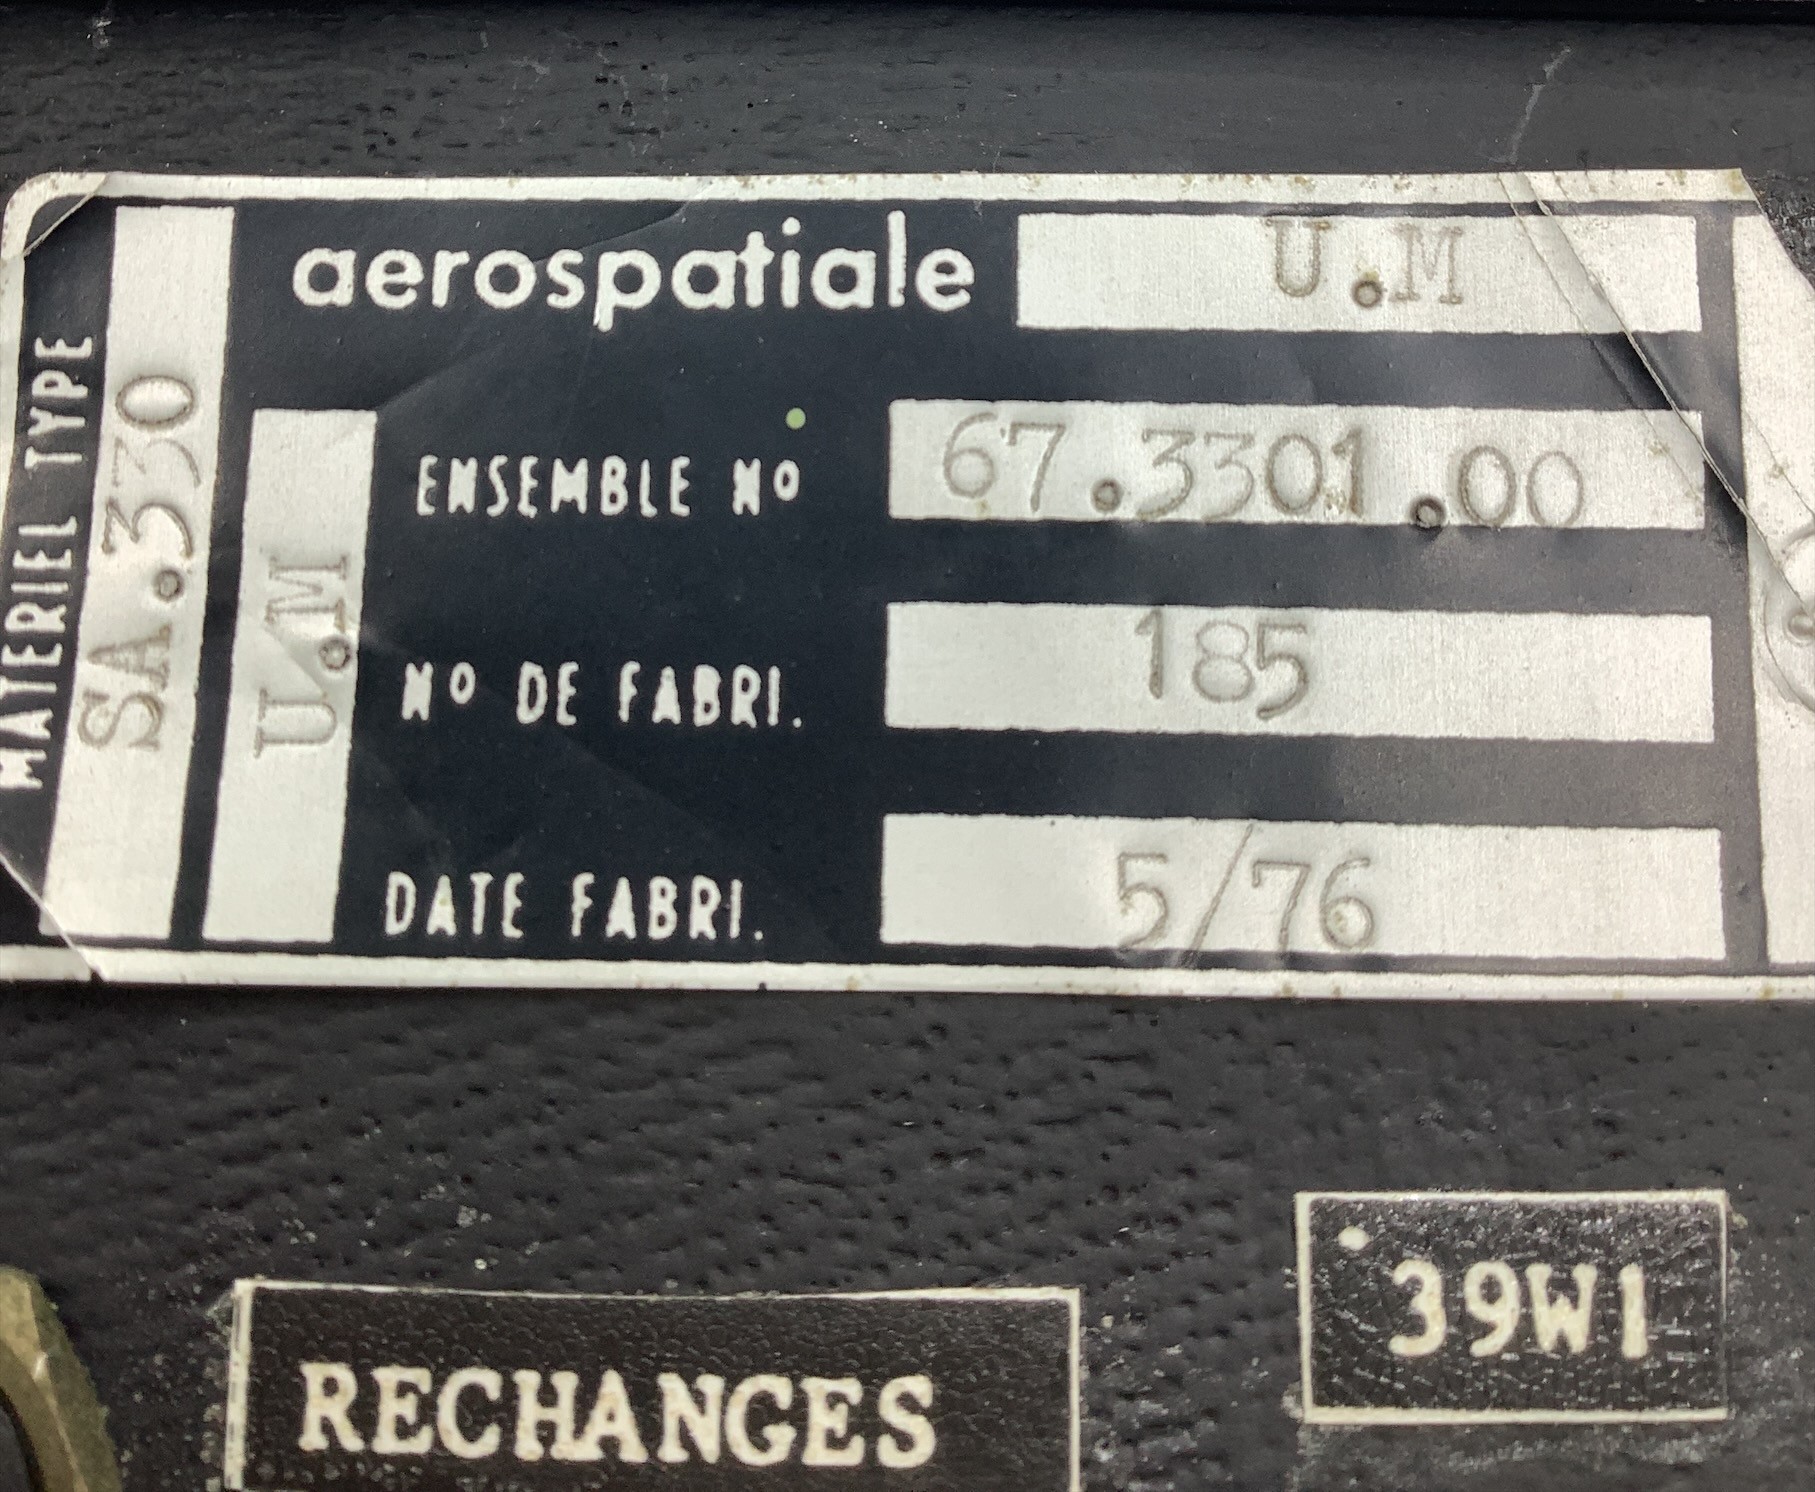 MATERIEL TYPE
SA.330
U.M
aerospatiale U.M
ENSEMBLE Nº 67.3301.00
Nº DE FABRI. 185
DATE FABRI. 5/76
39W1
RECHANGES